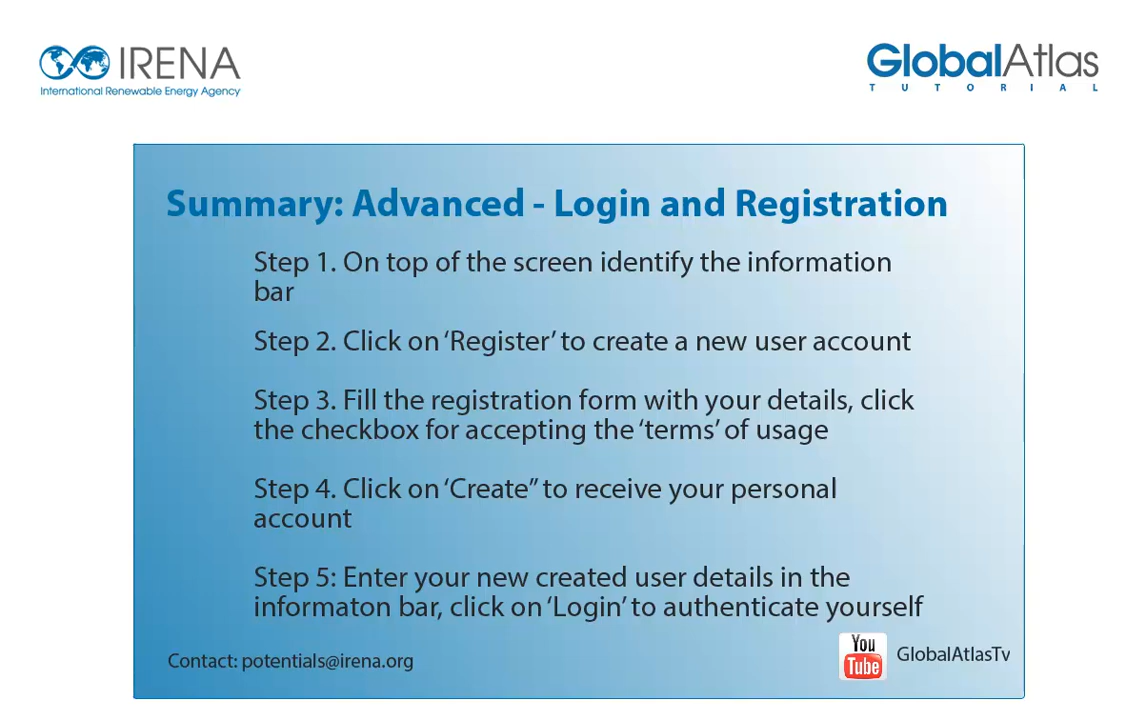 IRENA
International Renewable Energy Agency
GlobalAtlas
TUTORIAL
Summary: Advanced - Login and Registration
Step 1. On top of the screen identify the information
bar
Step 2. Click on ‘Register’ to create a new user account
Step 3. Fill the registration form with your details, click
the checkbox for accepting the ‘terms’ of usage
Step 4. Click on ‘Create” to receive your personal
account
Step 5: Enter your new created user details in the
informaton bar, click on ‘Login’ to authenticate yourself
Contact: potentials@irena.org
You
Tube
GlobalAtlasTv